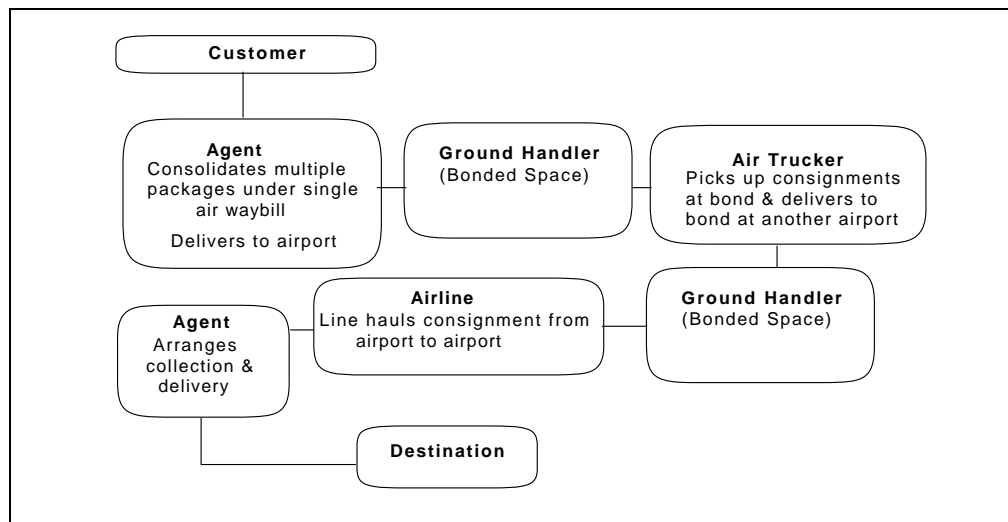 Customer
Agent
Consolidates multiple
packages under single
air waybill
Delivers to airport
Ground Handler
(Bonded Space)
Air Trucker
Picks up consignments
at bond & delivers to
bond at another airport
Ground Handler
(Bonded Space)
Airline
Line hauls consignment from
airport to airport
Agent
Arranges
collection &
delivery
Destination